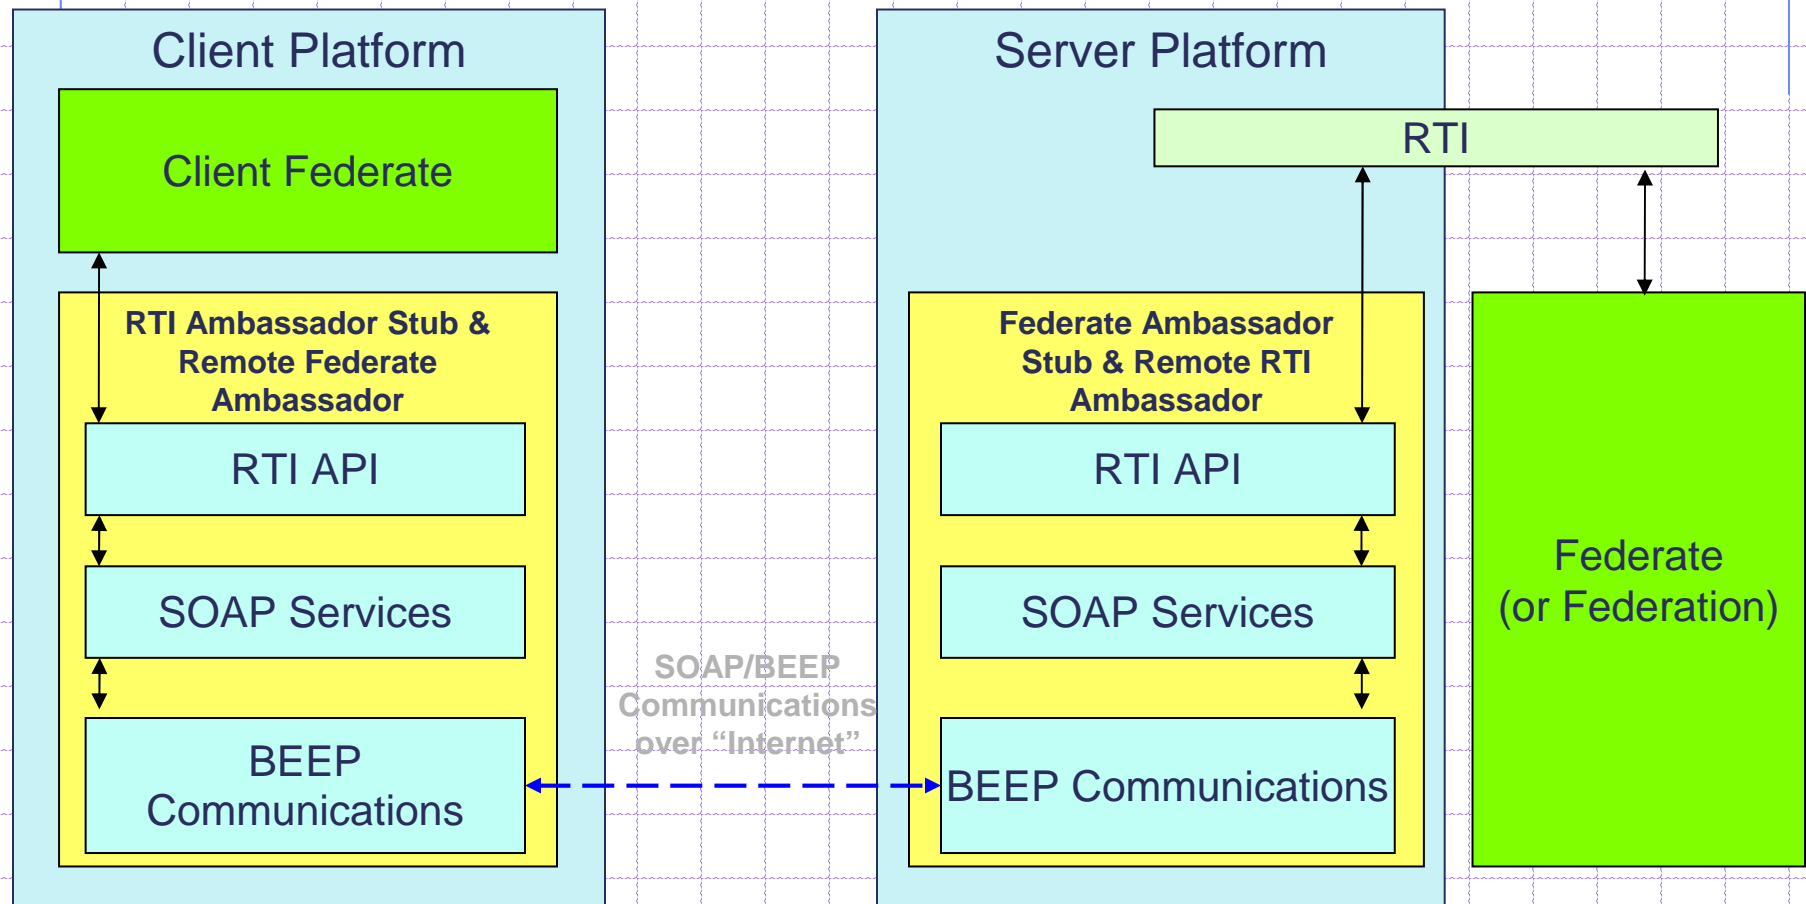 Client Platform
Client Federate
RTI Ambassador Stub &
Remote Federate
Ambassador
RTI API
SOAP Services
BEEP
Communications
SOAP/BEEP
Communications
over “Internet”
Server Platform
RTI
Federate Ambassador
Stub & Remote RTI
Ambassador
RTI API
SOAP Services
BEEP Communications
Federate
(or Federation)